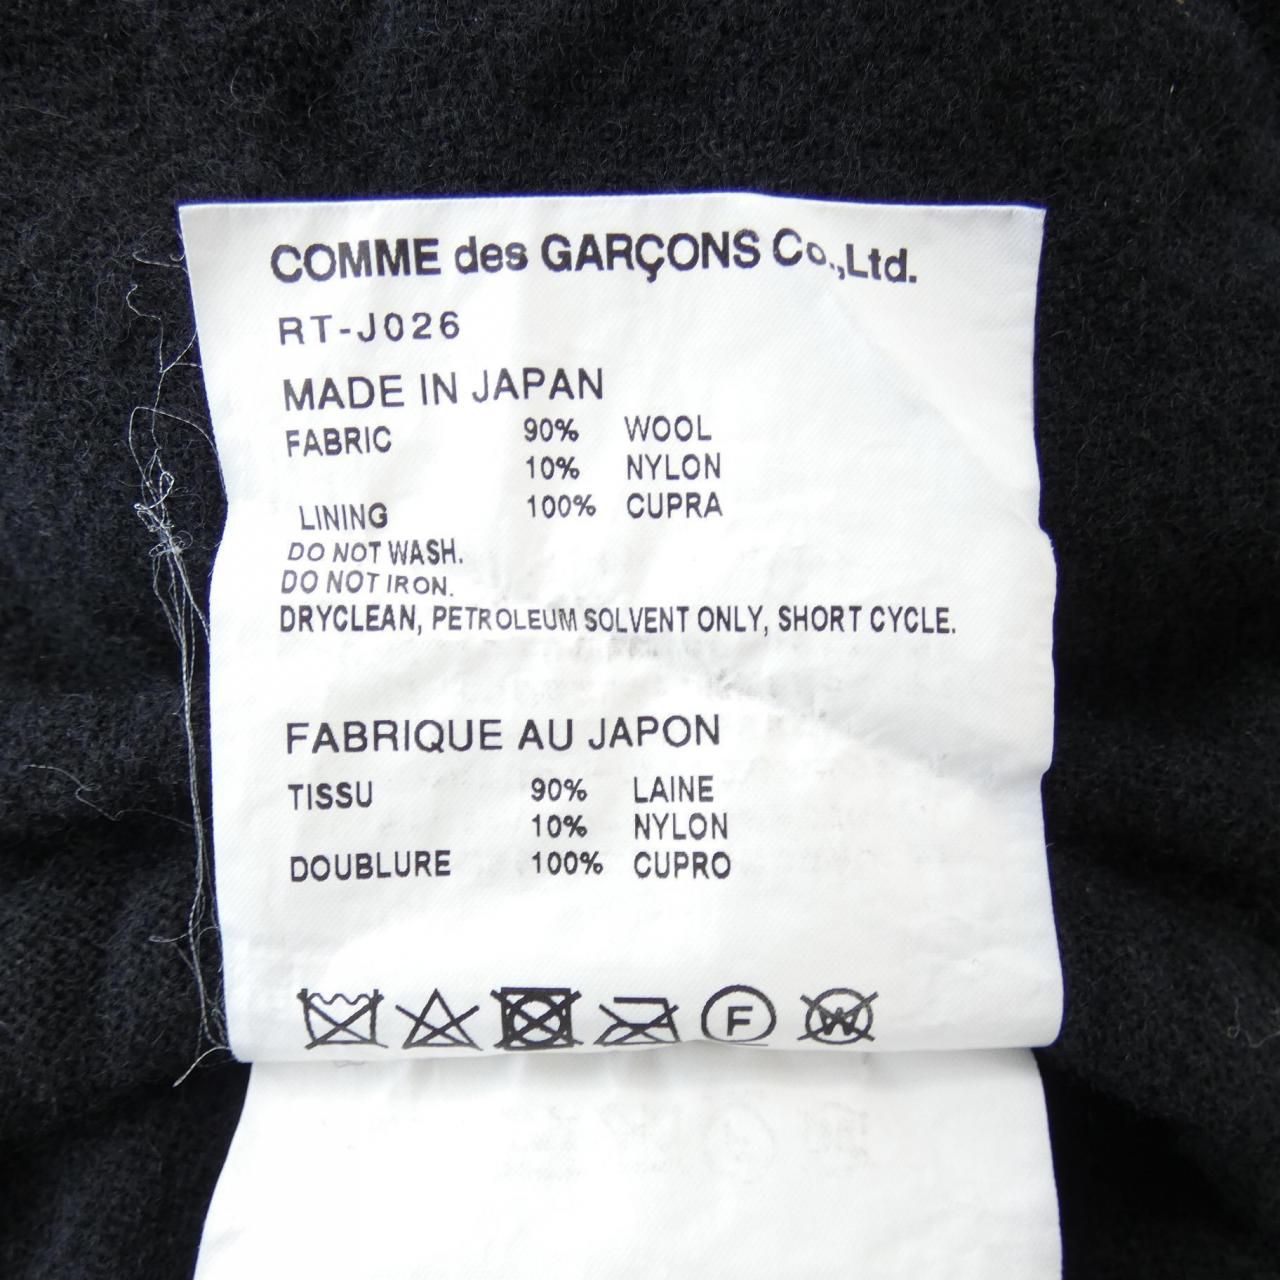 COMME des GARÇONS Co.,Ltd.
RT-J026
MADE IN JAPAN
FABRIC 90% WOOL
10% NYLON
LINING 100% CUPRA
DO NOT WASH.
DO NOT IRON.
DRYCLEAN, PETROLEUM SOLVENT ONLY, SHORT CYCLE.
FABRIQUE AU JAPON
TISSU 90% LAINE
10% NYLON
DOUBLURE 100% CUPRO
F W